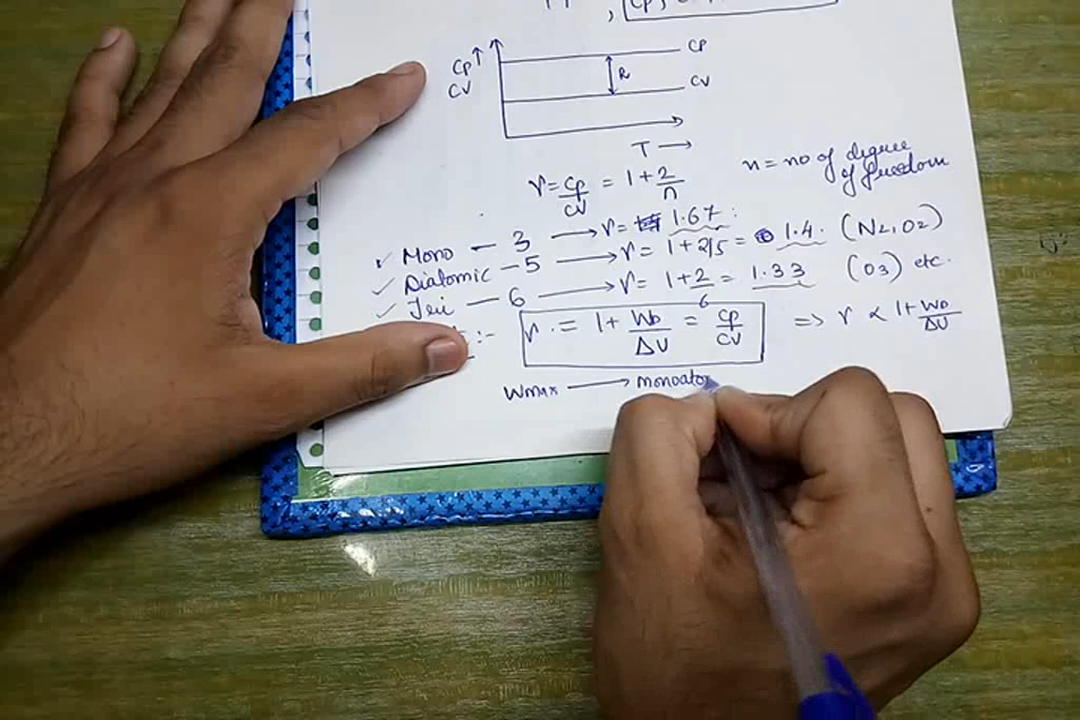 Cp↑ Cp
CV
R
CV
T →
γ = Cp/CV = 1 + 2/n
n = no of degree of freedom
✓ Mono – 3 → γ = 1.67
✓ Diatomic – 5 → γ = 1 + 2/5 = 1.4. (N2, O2)
✓ Tri – 6 → γ = 1 + 2/6 = 1.33 (O3) etc.
:- γ = 1 + WD/ΔU = Cp/CV ⇒ γ ∝ 1 + WD/ΔU
Wmax → monoato